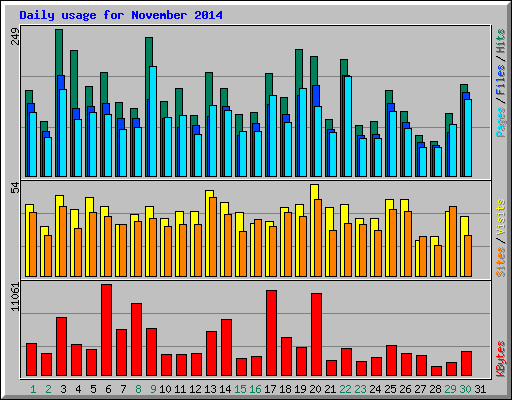 Daily usage for November 2014
249
Pages / Files / Hits
54
Sites / Visits
11061
KBytes
1 2 3 4 5 6 7 8 9 10 11 12 13 14 15 16 17 18 19 20 21 22 23 24 25 26 27 28 29 30 31